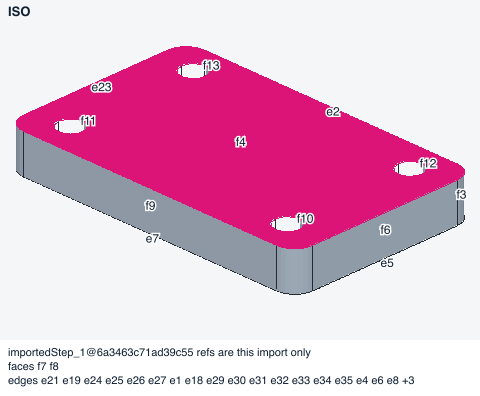 ISO
f13
e23
e2
f11
f4
f12
f3
f9
f10
f6
e7
e5
importedStep_1@6a3463c71ad39c55 refs are this import only
faces f7 f8
edges e21 e19 e24 e25 e26 e27 e1 e18 e29 e30 e31 e32 e33 e34 e35 e4 e6 e8 +3